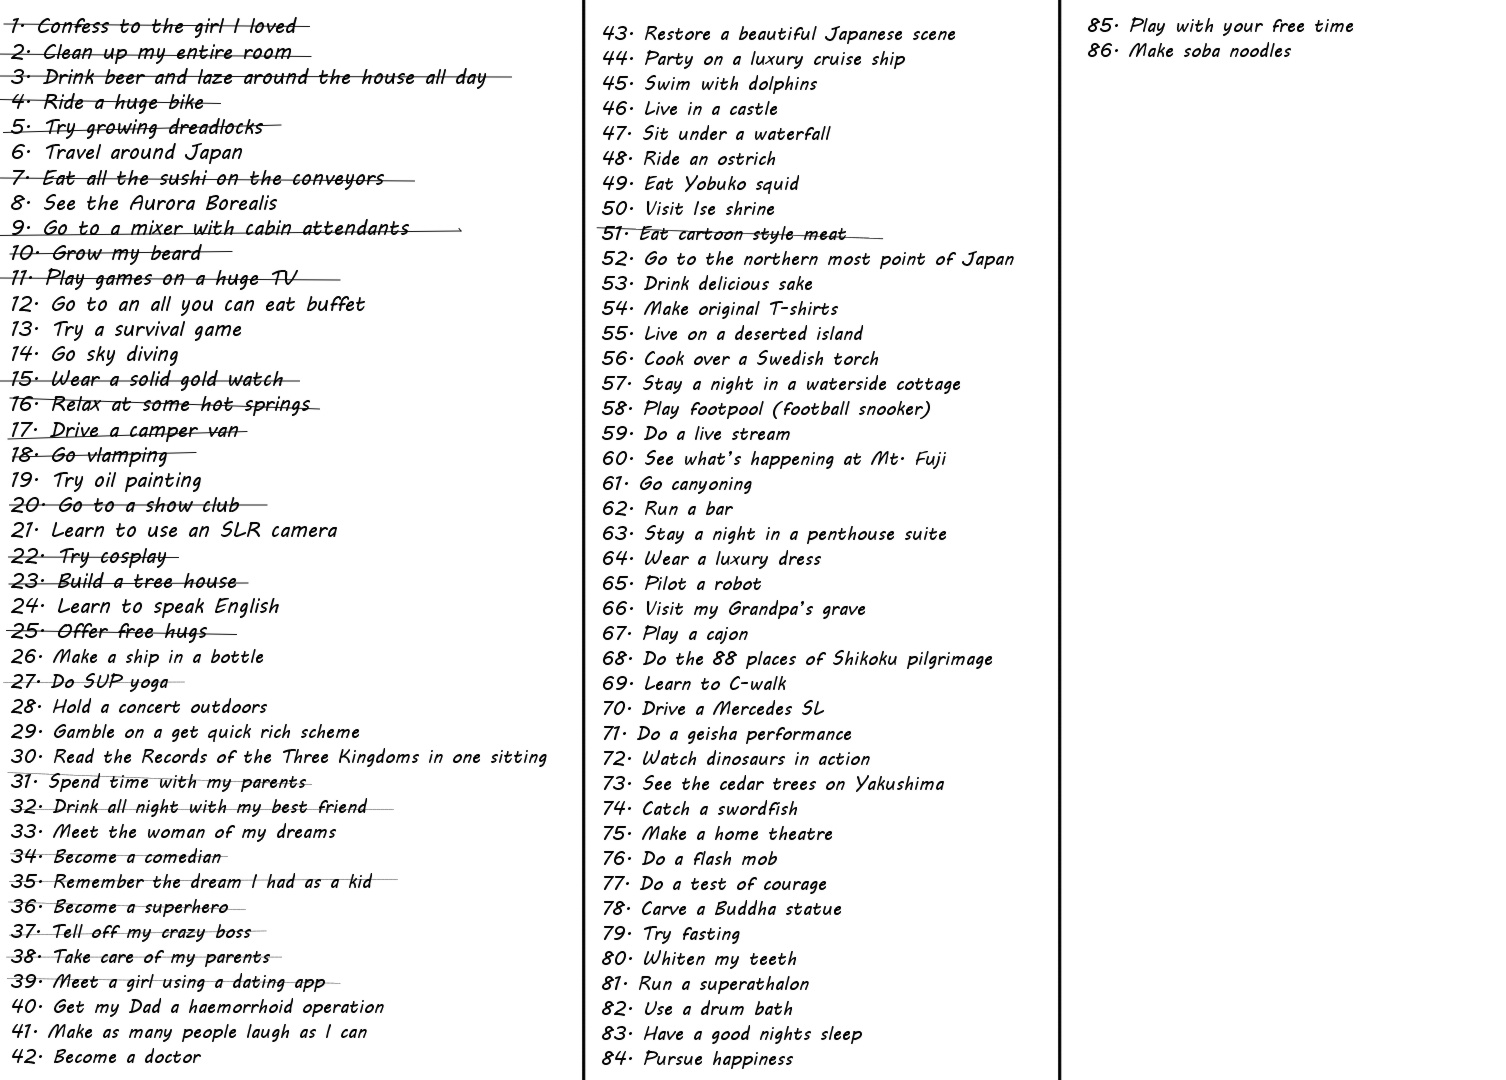 1. Confess to the girl I loved
2. Clean up my entire room
3. Drink beer and laze around the house all day
4. Ride a huge bike
5. Try growing dreadlocks
6. Travel around Japan
7. Eat all the sushi on the conveyors
8. See the Aurora Borealis
9. Go to a mixer with cabin attendants
10. Grow my beard
11. Play games on a huge TV
12. Go to an all you can eat buffet
13. Try a survival game
14. Go sky diving
15. Wear a solid gold watch
16. Relax at some hot springs
17. Drive a camper van
18. Go vlamping
19. Try oil painting
20. Go to a show club
21. Learn to use an SLR camera
22. Try cosplay
23. Build a tree house
24. Learn to speak English
25. Offer free hugs
26. Make a ship in a bottle
27. Do SUP yoga
28. Hold a concert outdoors
29. Gamble on a get quick rich scheme
30. Read the Records of the Three Kingdoms in one sitting
31. Spend time with my parents
32. Drink all night with my best friend
33. Meet the woman of my dreams
34. Become a comedian
35. Remember the dream I had as a kid
36. Become a superhero
37. Tell off my crazy boss
38. Take care of my parents
39. Meet a girl using a dating app
40. Get my Dad a haemorrhoid operation
41. Make as many people laugh as I can
42. Become a doctor
43. Restore a beautiful Japanese scene
44. Party on a luxury cruise ship
45. Swim with dolphins
46. Live in a castle
47. Sit under a waterfall
48. Ride an ostrich
49. Eat Yobuko squid
50. Visit Ise shrine
51. Eat cartoon style meat
52. Go to the northern most point of Japan
53. Drink delicious sake
54. Make original T-shirts
55. Live on a deserted island
56. Cook over a Swedish torch
57. Stay a night in a waterside cottage
58. Play footpool (football snooker)
59. Do a live stream
60. See what's happening at Mt. Fuji
61. Go canyoning
62. Run a bar
63. Stay a night in a penthouse suite
64. Wear a luxury dress
65. Pilot a robot
66. Visit my Grandpa's grave
67. Play a cajon
68. Do the 88 places of Shikoku pilgrimage
69. Learn to C-walk
70. Drive a Mercedes SL
71. Do a geisha performance
72. Watch dinosaurs in action
73. See the cedar trees on Yakushima
74. Catch a swordfish
75. Make a home theatre
76. Do a flash mob
77. Do a test of courage
78. Carve a Buddha statue
79. Try fasting
80. Whiten my teeth
81. Run a superathalon
82. Use a drum bath
83. Have a good nights sleep
84. Pursue happiness
85. Play with your free time
86. Make soba noodles